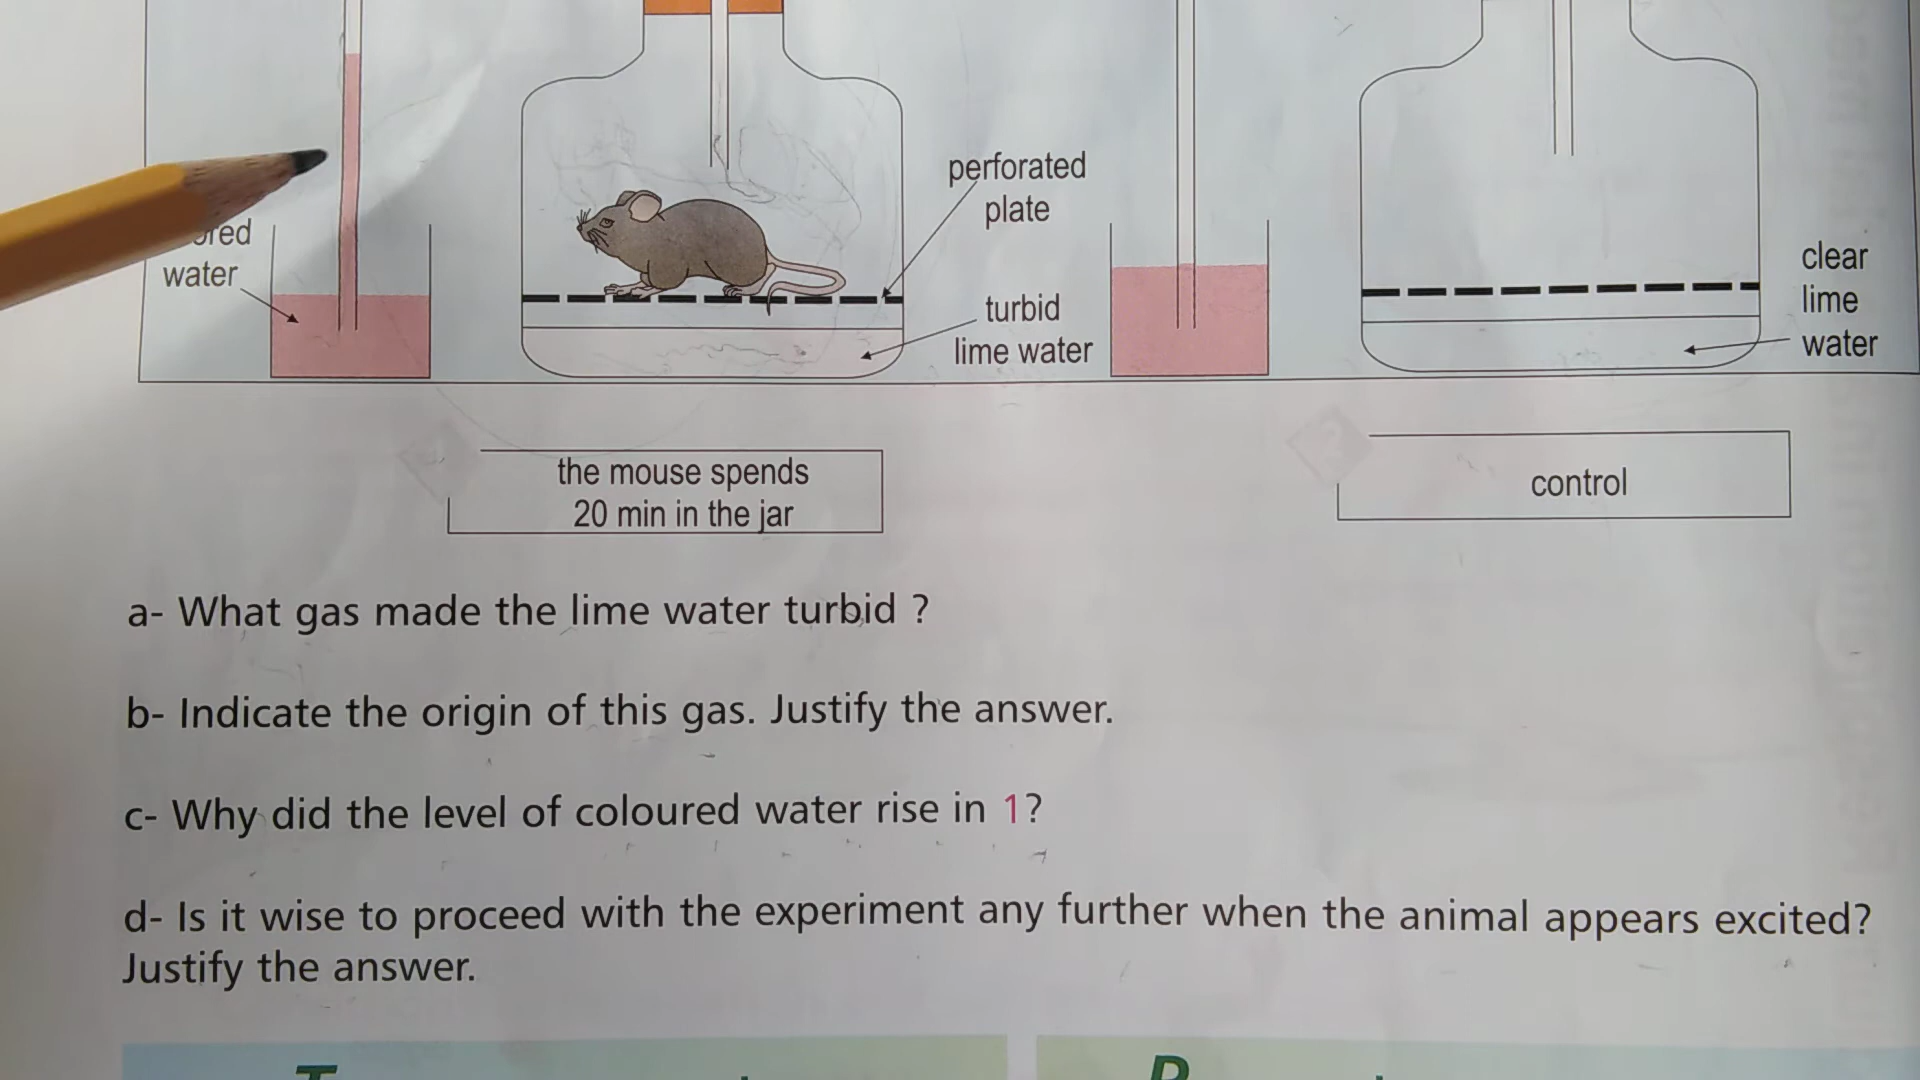 perforated
plate
water
turbid
lime water
clear
lime
water
the mouse spends
20 min in the jar
control
a- What gas made the lime water turbid ?
b- Indicate the origin of this gas. Justify the answer.
c- Why did the level of coloured water rise in 1?
d- Is it wise to proceed with the experiment any further when the animal appears excited?
Justify the answer.